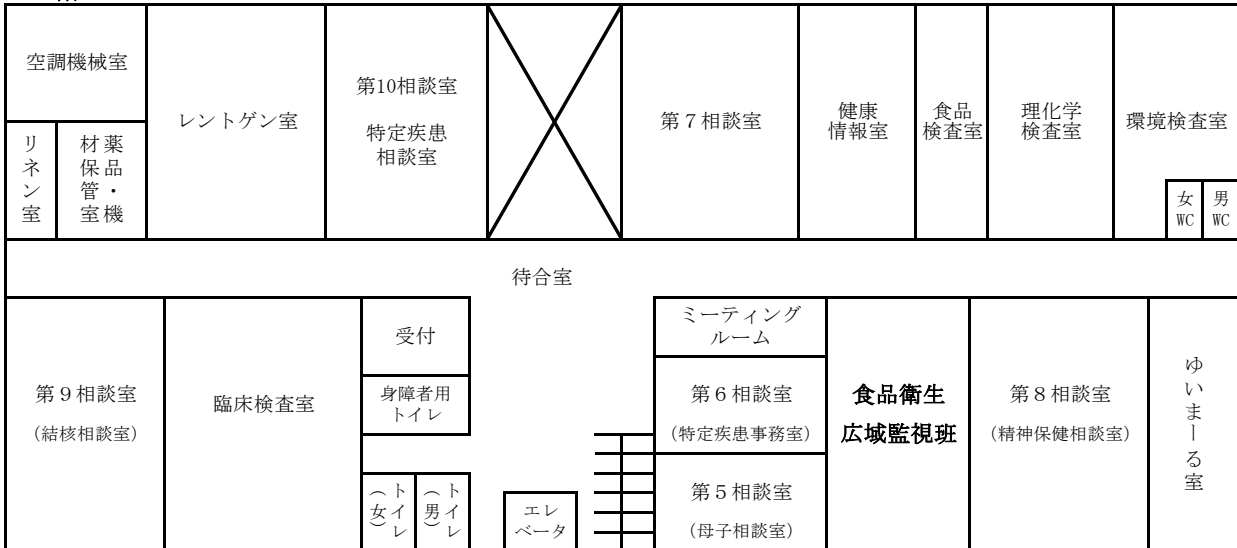 空調機械室
リネン室
薬品・機
材保管室
レントゲン室
第10相談室
特定疾患
相談室
第７相談室
健康
情報室
食品
検査室
理化学
検査室
環境検査室
女
WC
男
WC
待合室
第９相談室
(結核相談室)
臨床検査室
受付
身障者用
トイレ
トイレ
(女)
トイレ
(男)
エレ
ベータ
ミーティング
ルーム
第６相談室
(特定疾患事務室)
第５相談室
(母子相談室)
食品衛生
広域監視班
第８相談室
(精神保健相談室)
ゆいまーる室